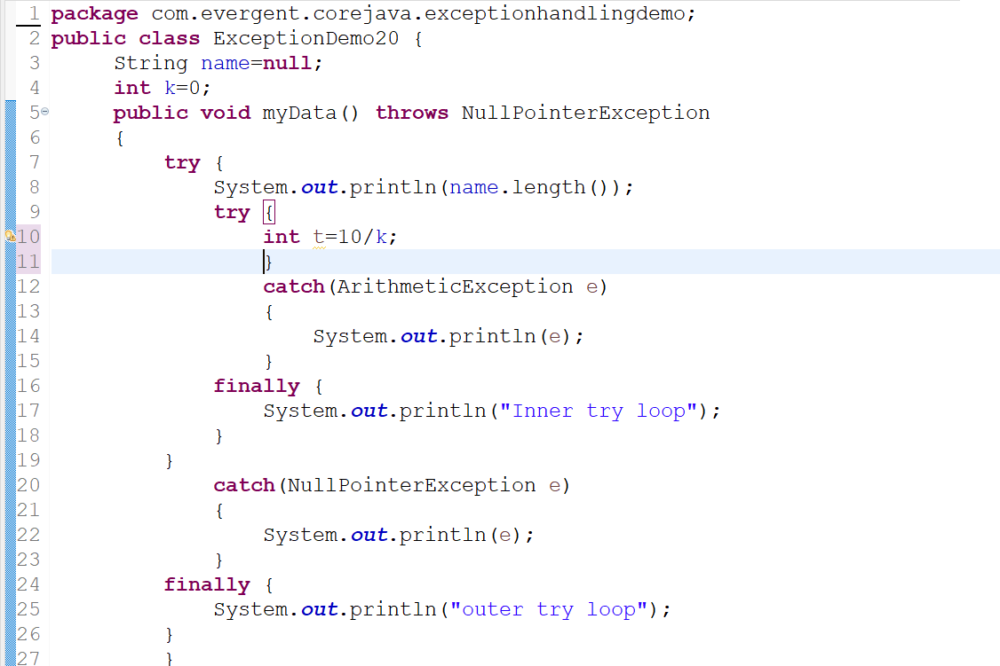 1 package com.evergent.corejava.exceptionhandlingdemo;
2 public class ExceptionDemo20 {
3 String name=null;
4 int k=0;
5 public void myData() throws NullPointerException
6 {
7 try {
8 System.out.println(name.length());
9 try {
10 int t=10/k;
11 }
12 catch(ArithmeticException e)
13 {
14 System.out.println(e);
15 }
16 finally {
17 System.out.println("Inner try loop");
18 }
19 }
20 catch(NullPointerException e)
21 {
22 System.out.println(e);
23 }
24 finally {
25 System.out.println("outer try loop");
26 }
27 }